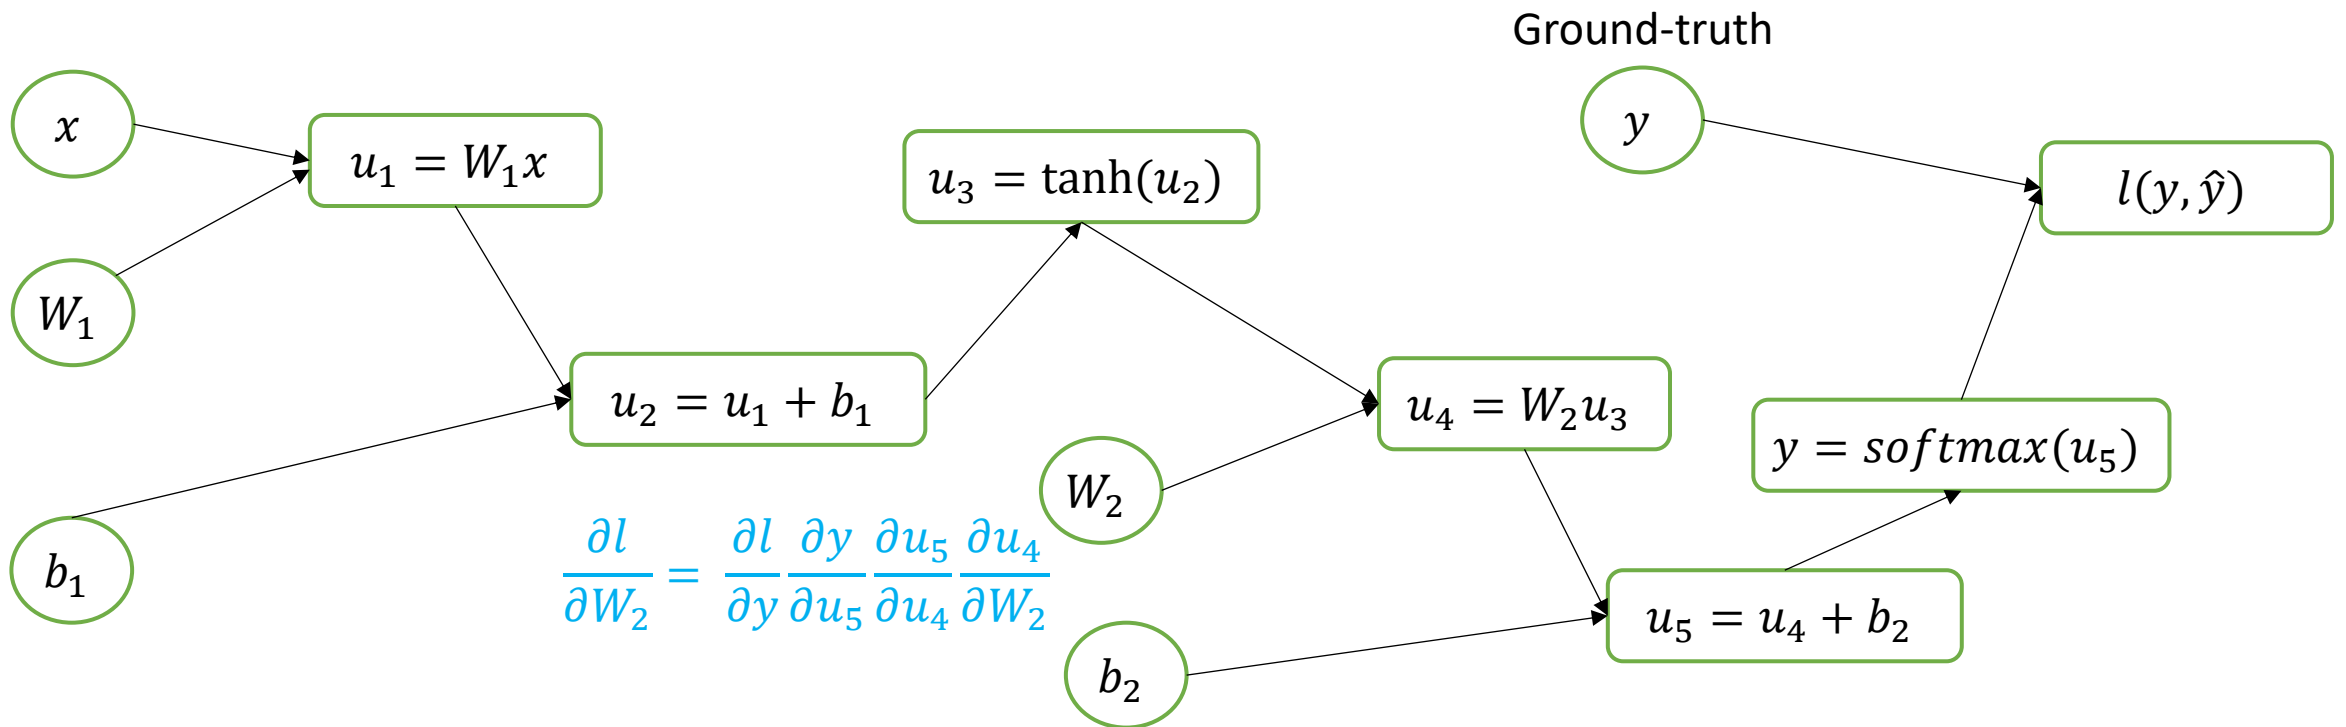 Ground-truth
x
u₁ = W₁x
W₁
u₃ = tanh(u₂)
y
l(y, ŷ)
u₂ = u₁ + b₁
b₁
u₄ = W₂u₃
W₂
y = softmax(u₅)
∂l/∂W₂ = ∂l/∂y ∂y/∂u₅ ∂u₅/∂u₄ ∂u₄/∂W₂
u₅ = u₄ + b₂
b₂